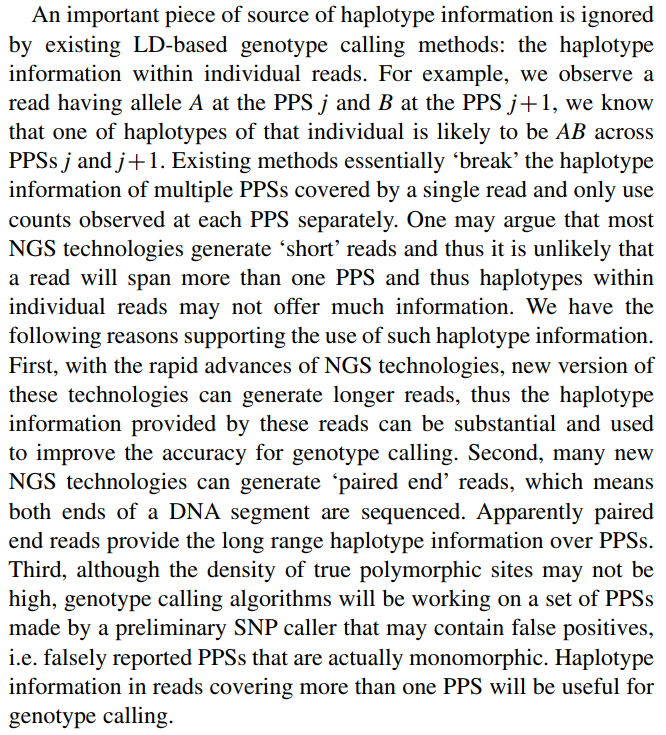 An important piece of source of haplotype information is ignored
by existing LD-based genotype calling methods: the haplotype
information within individual reads. For example, we observe a
read having allele A at the PPS j and B at the PPS j+1, we know
that one of haplotypes of that individual is likely to be AB across
PPSs j and j+1. Existing methods essentially ‘break’ the haplotype
information of multiple PPSs covered by a single read and only use
counts observed at each PPS separately. One may argue that most
NGS technologies generate ‘short’ reads and thus it is unlikely that
a read will span more than one PPS and thus haplotypes within
individual reads may not offer much information. We have the
following reasons supporting the use of such haplotype information.
First, with the rapid advances of NGS technologies, new version of
these technologies can generate longer reads, thus the haplotype
information provided by these reads can be substantial and used
to improve the accuracy for genotype calling. Second, many new
NGS technologies can generate ‘paired end’ reads, which means
both ends of a DNA segment are sequenced. Apparently paired
end reads provide the long range haplotype information over PPSs.
Third, although the density of true polymorphic sites may not be
high, genotype calling algorithms will be working on a set of PPSs
made by a preliminary SNP caller that may contain false positives,
i.e. falsely reported PPSs that are actually monomorphic. Haplotype
information in reads covering more than one PPS will be useful for
genotype calling.